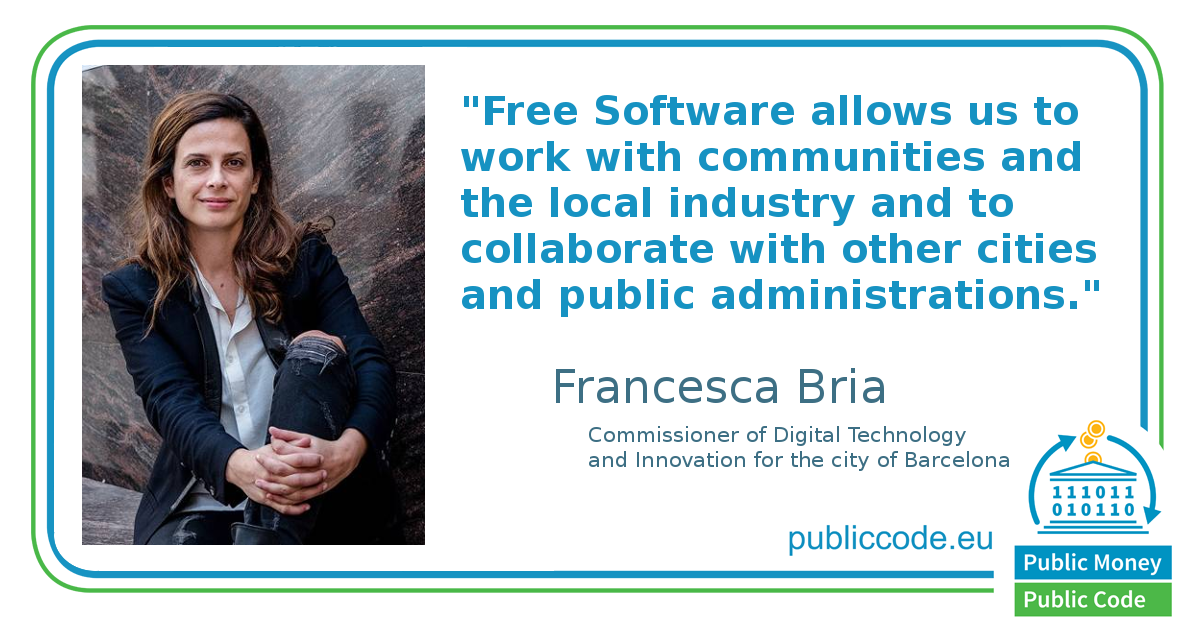 "Free Software allows us to
work with communities and
the local industry and to
collaborate with other cities
and public administrations."
Francesca Bria
Commissioner of Digital Technology
and Innovation for the city of Barcelona
111011
010110
publiccode.eu
Public Money
Public Code